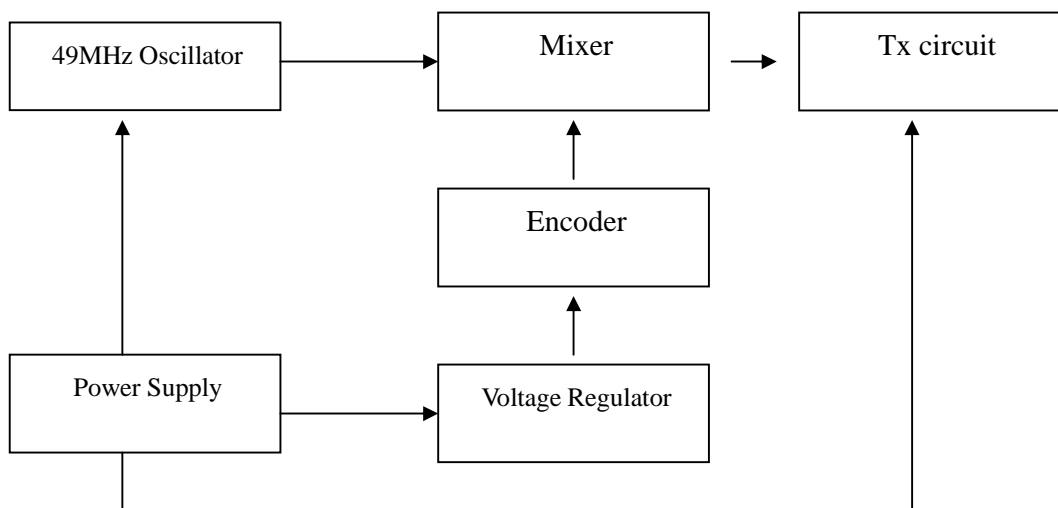 49MHz Oscillator
Mixer
Tx circuit
Encoder
Power Supply
Voltage Regulator